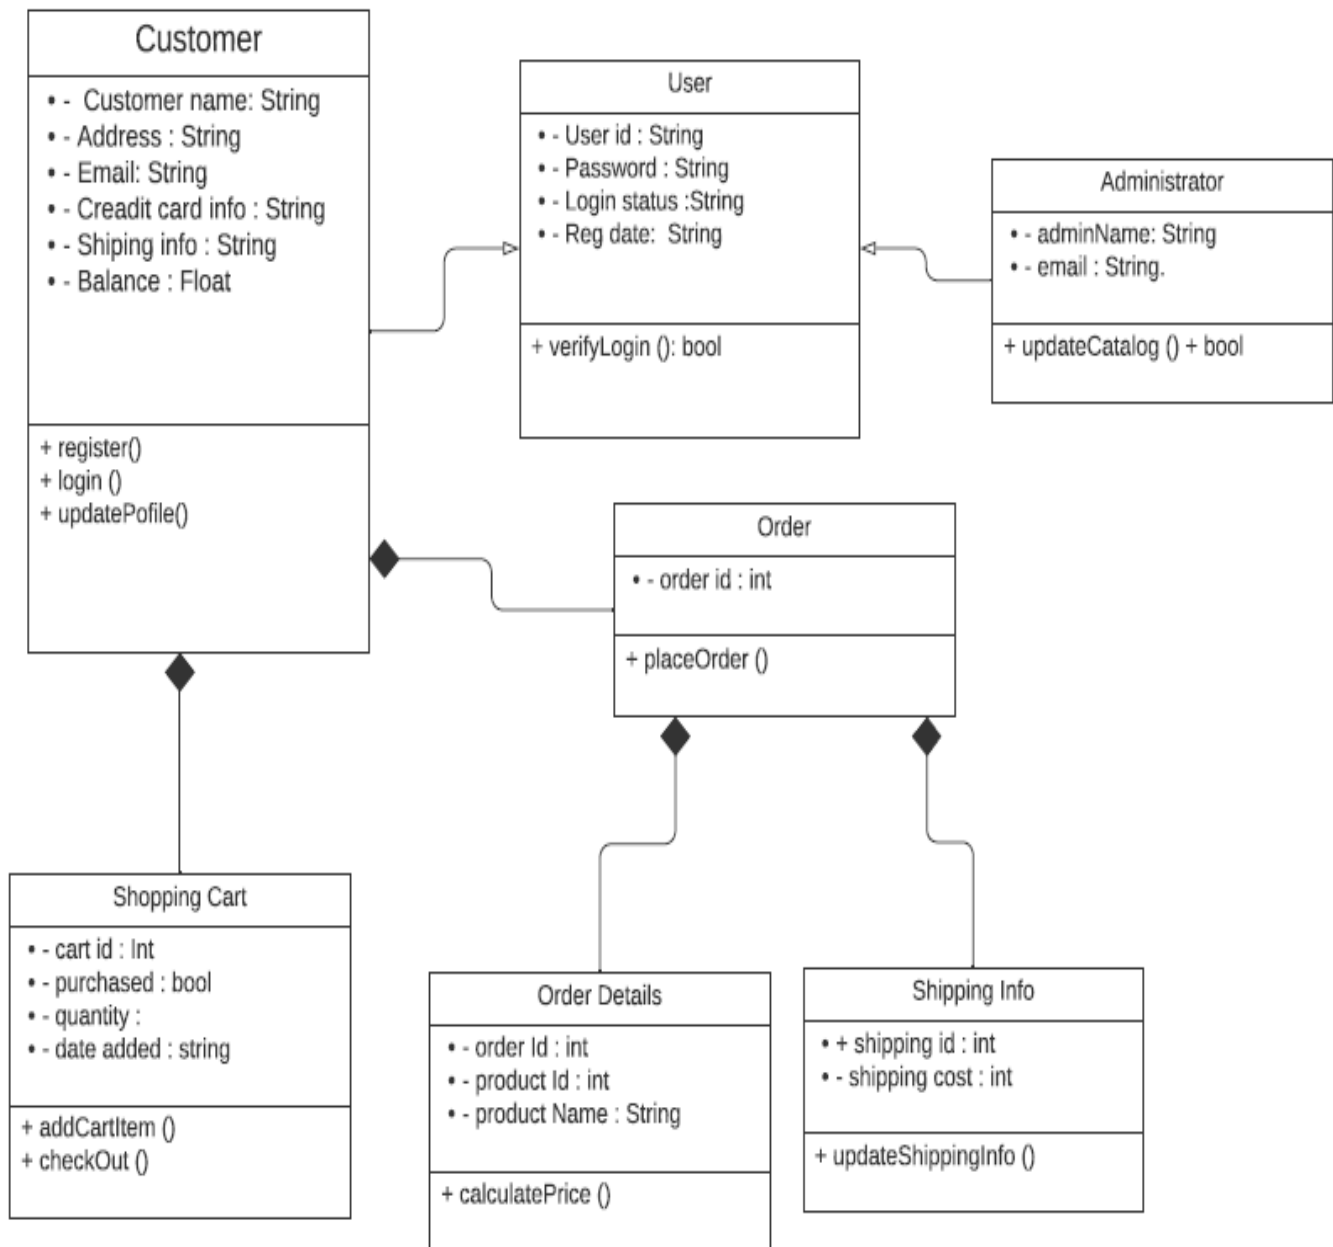 Customer
• -  Customer name: String
• - Address : String
• - Email: String
• - Creadit card info : String
• - Shiping info : String
• - Balance : Float
+ register()
+ login ()
+ updatePofile()
User
• - User id : String
• - Password : String
• - Login status :String
• - Reg date:  String
+ verifyLogin (): bool
Administrator
• - adminName: String
• - email : String.
+ updateCatalog () + bool
Order
• - order id : int
+ placeOrder ()
Shopping Cart
• - cart id : Int
• - purchased : bool
• - quantity :
• - date added : string
+ addCartItem ()
+ checkOut ()
Order Details
• - order Id : int
• - product Id : int
• - product Name : String
+ calculatePrice ()
Shipping Info
• + shipping id : int
• - shipping cost : int
+ updateShippingInfo ()